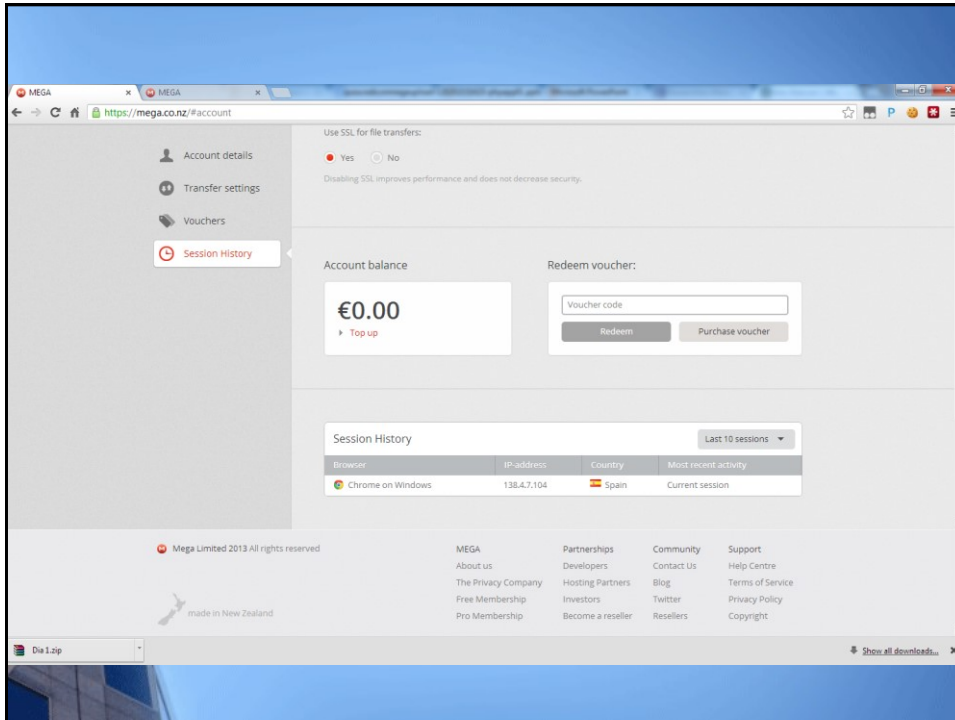 MEGA
MEGA
https://mega.co.nz/#account
P
Use SSL for file transfers:
Yes
No
Disabling SSL improves performance and does not decrease security.
Account details
Transfer settings
Vouchers
Session History
Account balance
€0.00
Top up
Redeem voucher:
Voucher code
Redeem
Purchase voucher
Session History
Last 10 sessions
Browser IP-address Country Most recent activity
Chrome on Windows 138.4.7.104 Spain Current session
Mega Limited 2013 All rights reserved
made in New Zealand
MEGA
About us
The Privacy Company
Free Membership
Pro Membership
Partnerships
Developers
Hosting Partners
Investors
Become a reseller
Community
Contact Us
Blog
Twitter
Resellers
Support
Help Centre
Terms of Service
Privacy Policy
Copyright
Dia 1.zip
Show all downloads...